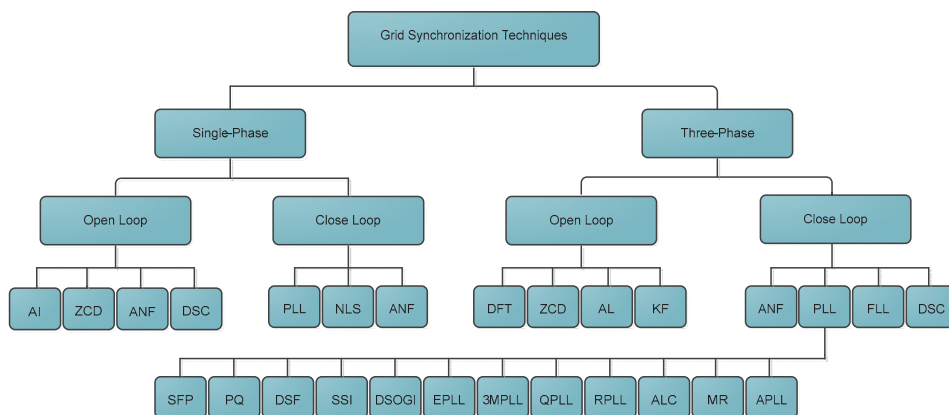 Grid Synchronization Techniques
Single-Phase
Three-Phase
Open Loop
Close Loop
Open Loop
Close Loop
AI
ZCD
ANF
DSC
PLL
NLS
ANF
DFT
ZCD
AL
KF
ANF
PLL
FLL
DSC
SFP
PQ
DSF
SSI
DSOGI
EPLL
3MPLL
QPLL
RPLL
ALC
MR
APLL